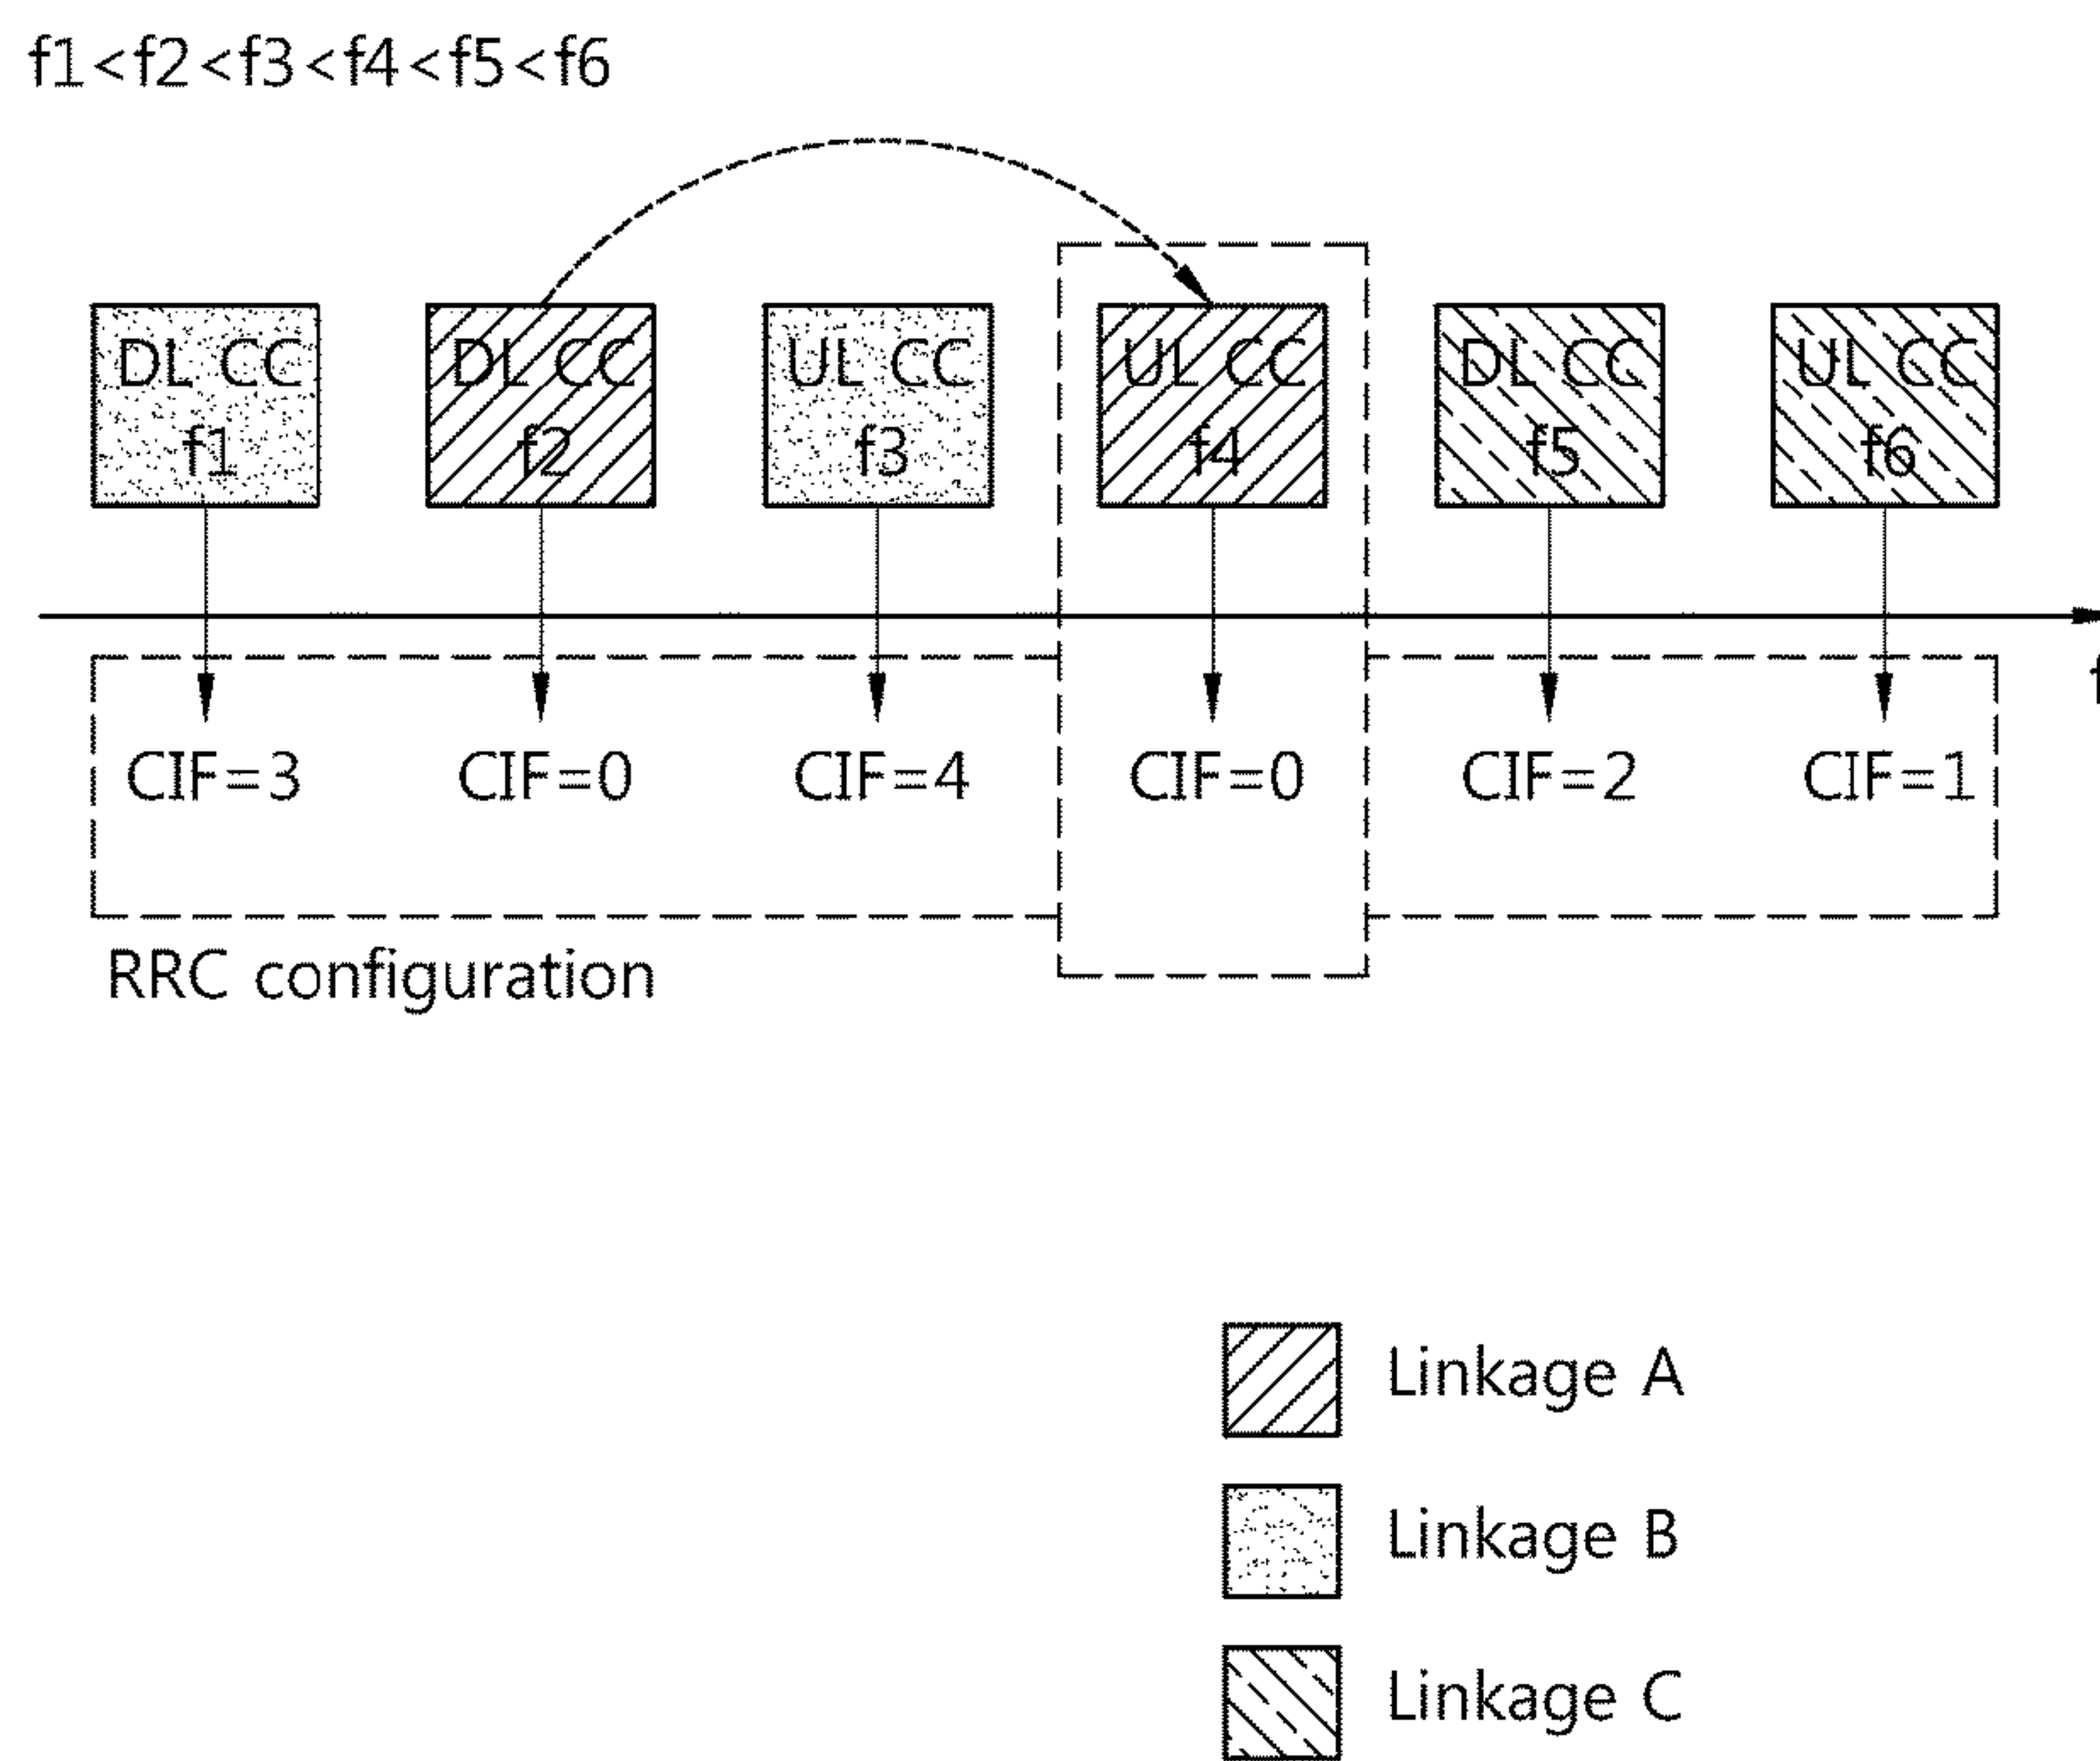 f1<f2<f3<f4<f5<f6
DL CC DL CC UL CC UL CC DL CC UL CC
f1 f2 f3 f4 f5 f6
f
CIF=3 CIF=0 CIF=4 CIF=0 CIF=2 CIF=1
RRC configuration
Linkage A
Linkage B
Linkage C